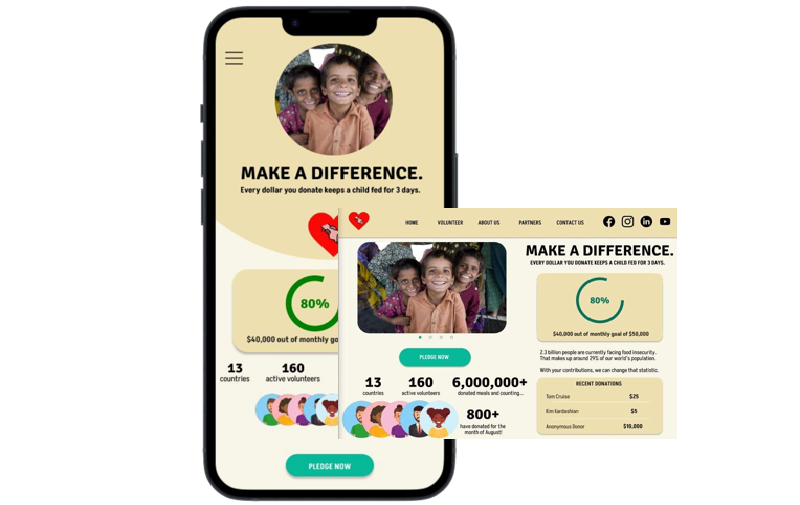 MAKE A DIFFERENCE.
Every dollar you donate keeps a child fed for 3 days.
80%
$40,000 out of monthly go
13
countries
160
active volunteers
PLEDGE NOW
HOME VOLUNTEER ABOUT US PARTNERS CONTACT US
PLEDGE NOW
13
countries
160
active volunteers
6,000,000+
donated meals and counting...
800+
have donated for the
month of August!
MAKE A DIFFERENCE.
EVERY DOLLAR YOU DONATE KEEPS A CHILD FED FOR 3 DAYS.
80%
$40,000 out of monthly goal of $50,000
2.3 billion people are currently facing food insecurity.
That makes up around 29% of our world's population.
With your contributions, we can change that statistic.
RECENT DONATIONS
Tom Cruise $25
Kim Kardashian $5
Anonymous Donor $10,000